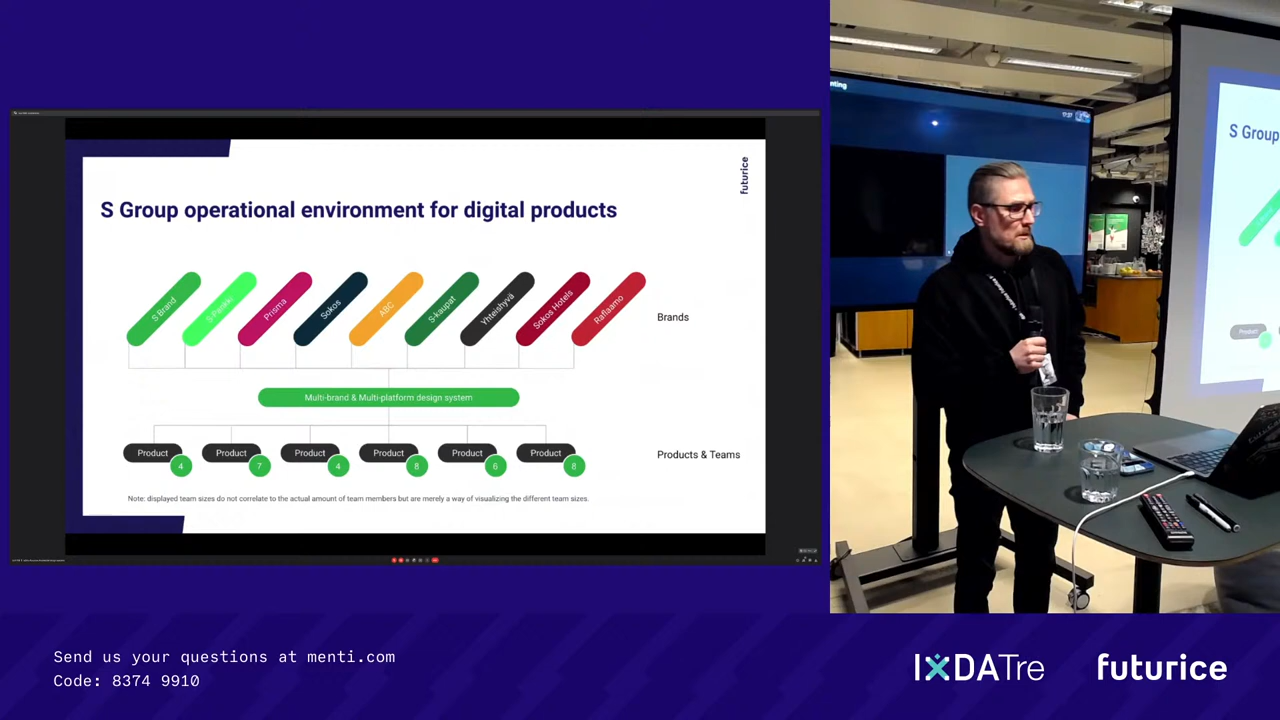 futurice
S Group operational environment for digital products
S Brand
S-Pankki
Prisma
Sokos
ABC
S-kaupat
Yhteishyvä
Sokos Hotels
Raflaamo
Brands
Multi-brand & Multi-platform design system
Product
4
Product
7
Product
4
Product
8
Product
6
Product
8
Products & Teams
Note: displayed team sizes do not correlate to the actual amount of team members but are merely a way of visualizing the different team sizes.
S Group
Product
Send us your questions at menti.com
Code: 8374 9910
IXDATre
futurice